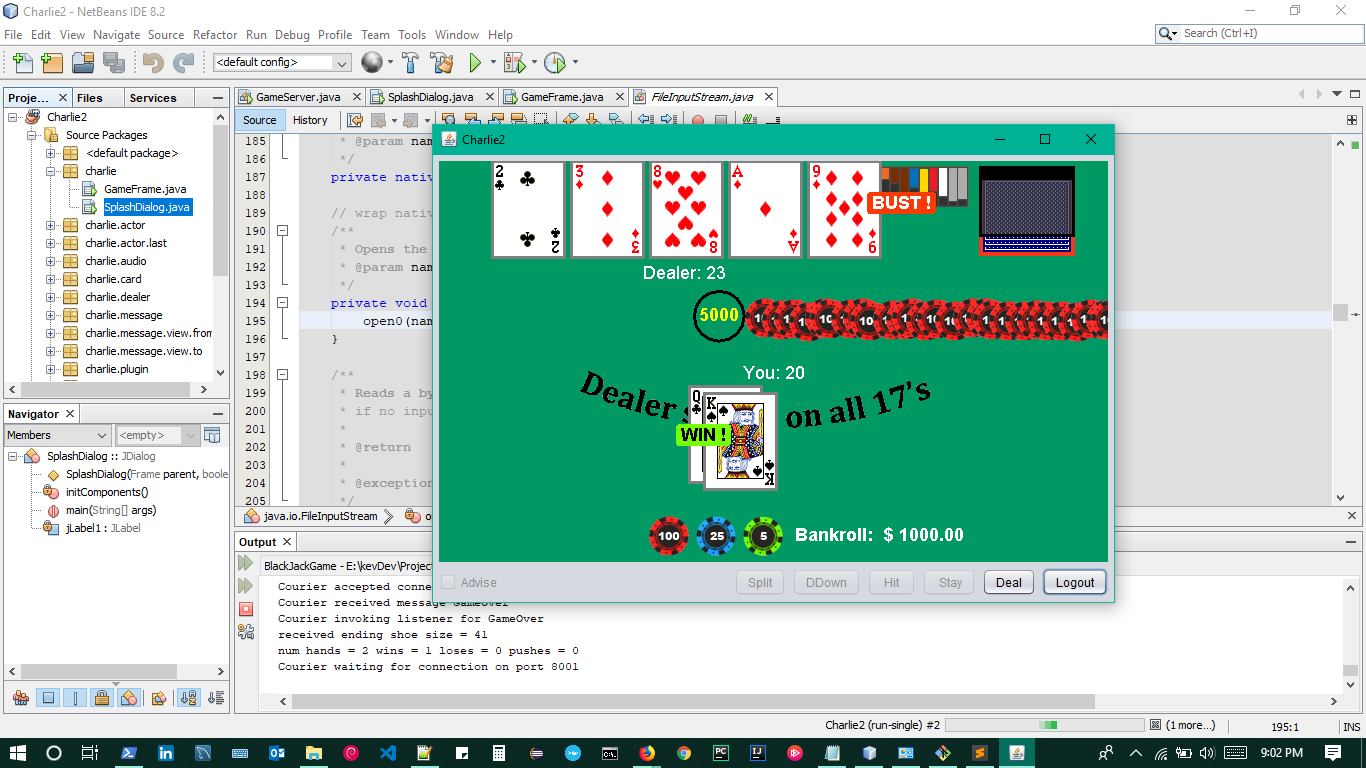 Charlie2 - NetBeans IDE 8.2
File Edit View Navigate Source Refactor Run Debug Profile Team Tools Window Help
Search (Ctrl+I)
<default config>
Proje... Files Services
GameServer.java SplashDialog.java GameFrame.java FileInputStream.java
Source History
Charlie2
Source Packages
<default package>
charlie
GameFrame.java
SplashDialog.java
charlie.actor
charlie.actor.last
charlie.audio
charlie.card
charlie.dealer
charlie.message
charlie.message.view.from
charlie.message.view.to
charlie.plugin
185 * @param nam
186 */
187 private nativ
188
189 // wrap nativ
190 /**
191 * Opens the
192 * @param nam
193 */
194 private void
195 open0(nam
196 }
197
198 /**
199 * Reads a by
200 * if no inpu
201 *
202 * @return
203 *
204 * @exception
205 */
Charlie2
2 2
3 3
8 8
A A
9 9
BUST !
Dealer: 23
5000
100
You: 20
Dealer on all 17's
Q
K K
WIN !
100 25 5 Bankroll: $ 1000.00
Advise Split DDown Hit Stay Deal Logout
Navigator
Members <empty>
SplashDialog :: JDialog
SplashDialog(Frame parent, boole
initComponents()
main(String[] args)
jLabel1 : JLabel
java.io.FileInputStream
Output
BlackJackGame - E:\kevDev\Project
Courier accepted conne
Courier received message GameOver
Courier invoking listener for GameOver
received ending shoe size = 41
num hands = 2 wins = 1 loses = 0 pushes = 0
Courier waiting for connection on port 8001
Charlie2 (run-single) #2 (1 more...) 195:1 INS
9:02 PM